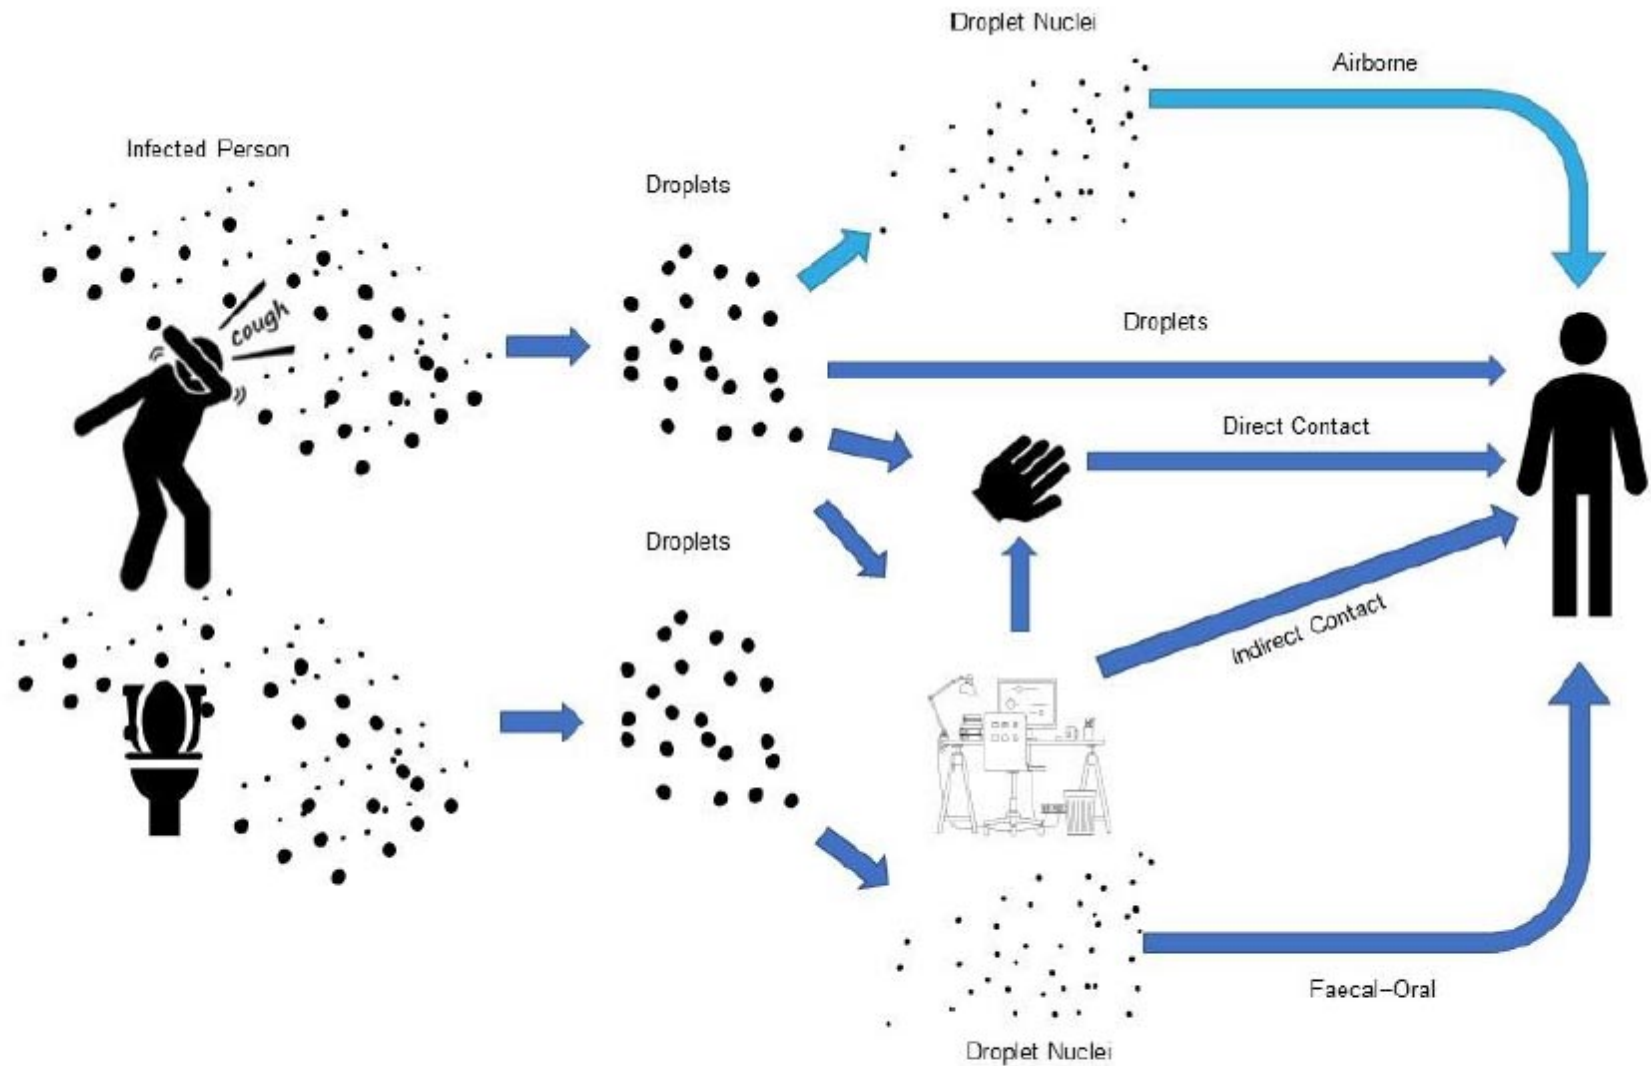 Droplet Nuclei
Airborne
Infected Person
Droplets
cough
Droplets
Direct Contact
Droplets
Indirect Contact
Faecal-Oral
Droplet Nuclei